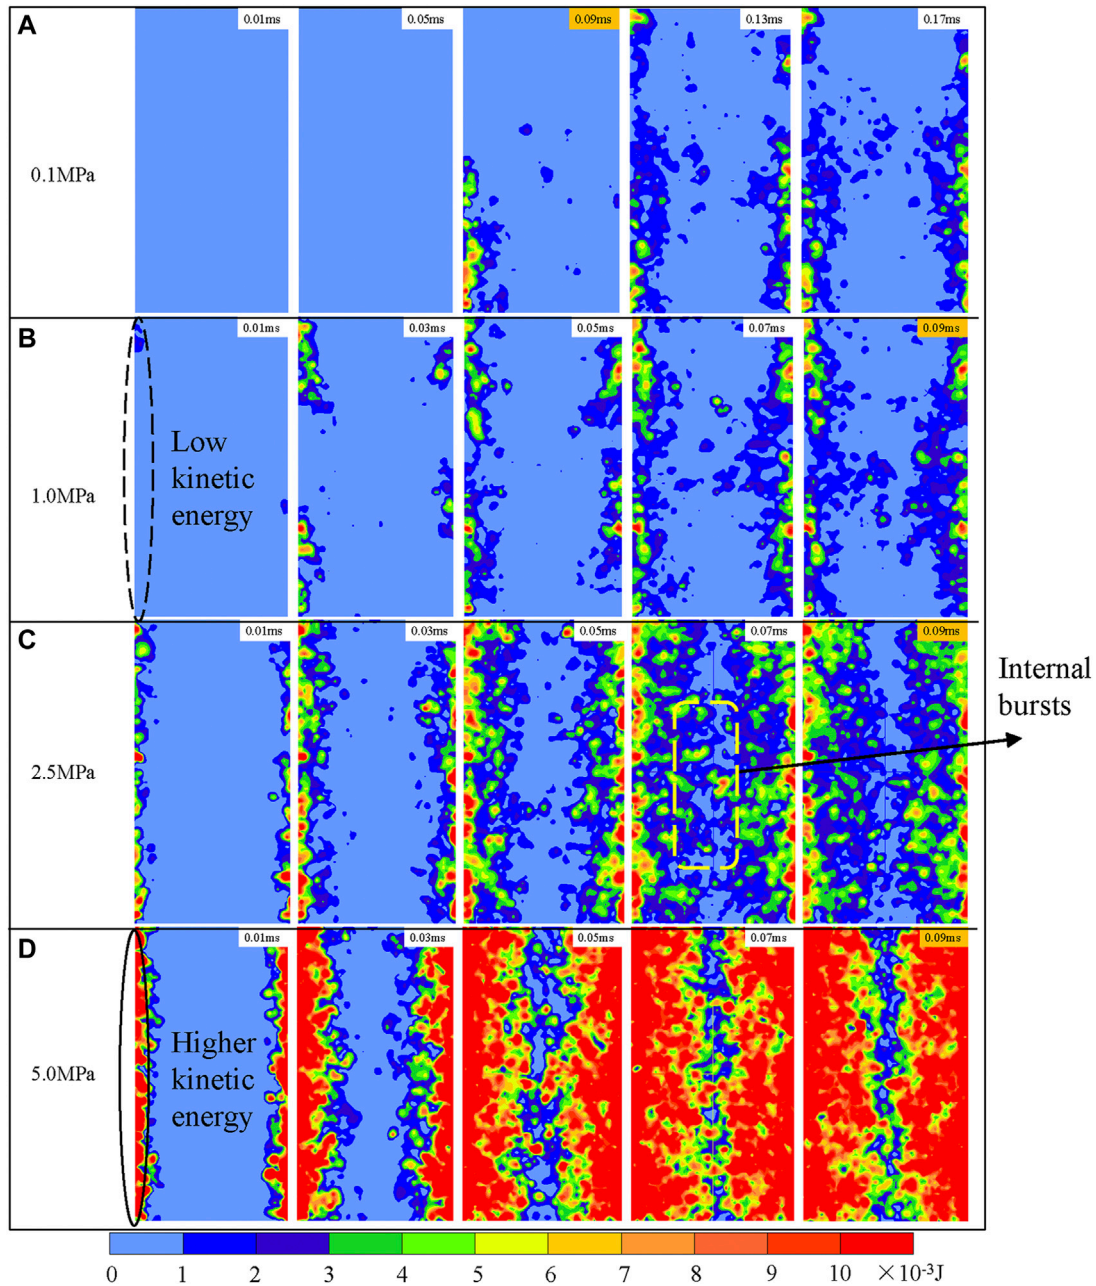 A
0.01ms
0.05ms
0.09ms
0.13ms
0.17ms
0.1MPa
B
0.01ms
0.03ms
0.05ms
0.07ms
0.09ms
Low
kinetic
energy
1.0MPa
C
0.01ms
0.03ms
0.05ms
0.07ms
0.09ms
Internal
bursts
2.5MPa
D
0.01ms
0.03ms
0.05ms
0.07ms
0.09ms
Higher
kinetic
energy
5.0MPa
0 1 2 3 4 5 6 7 8 9 10 ×10⁻³J